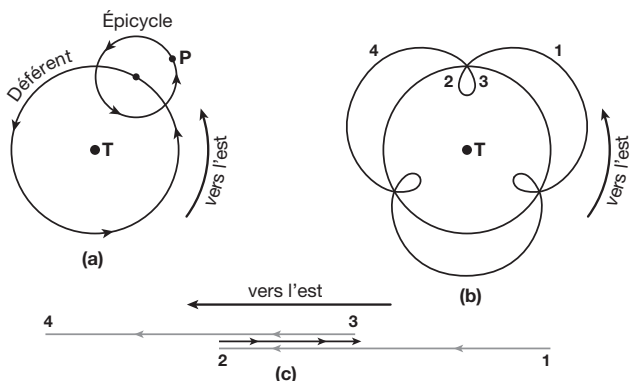 Épicycle
Déférent
P
T
vers l'est
(a)
4
1
2 3
T
vers l'est
(b)
vers l'est
4
3
2
1
(c)